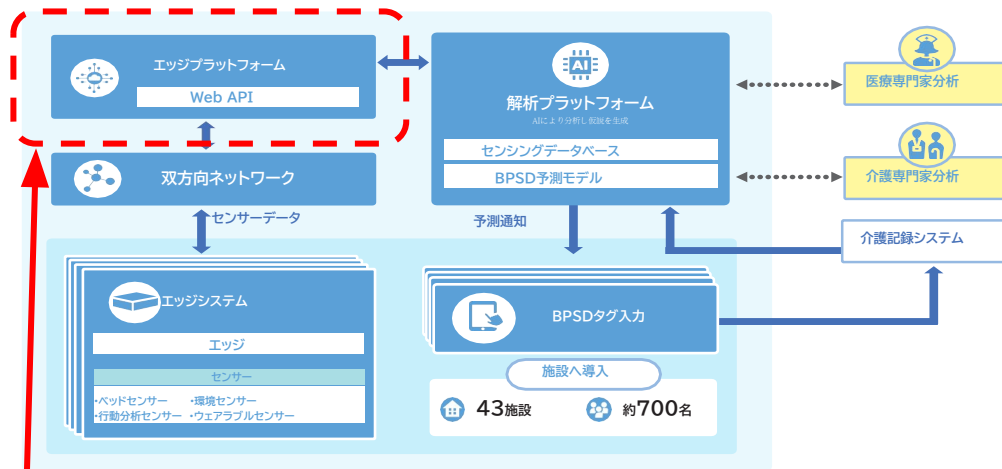 エッジプラットフォーム
Web API
AI
解析プラットフォーム
AIにより分析し仮説を生成
センシングデータベース
BPSD予測モデル
医療専門家分析
介護専門家分析
双方向ネットワーク
センサーデータ
予測通知
介護記録システム
エッジシステム
エッジ
センサー
・ベッドセンサー ・環境センサー
・行動分析センサー ・ウェアラブルセンサー
BPSDタグ入力
施設へ導入
43施設
約700名